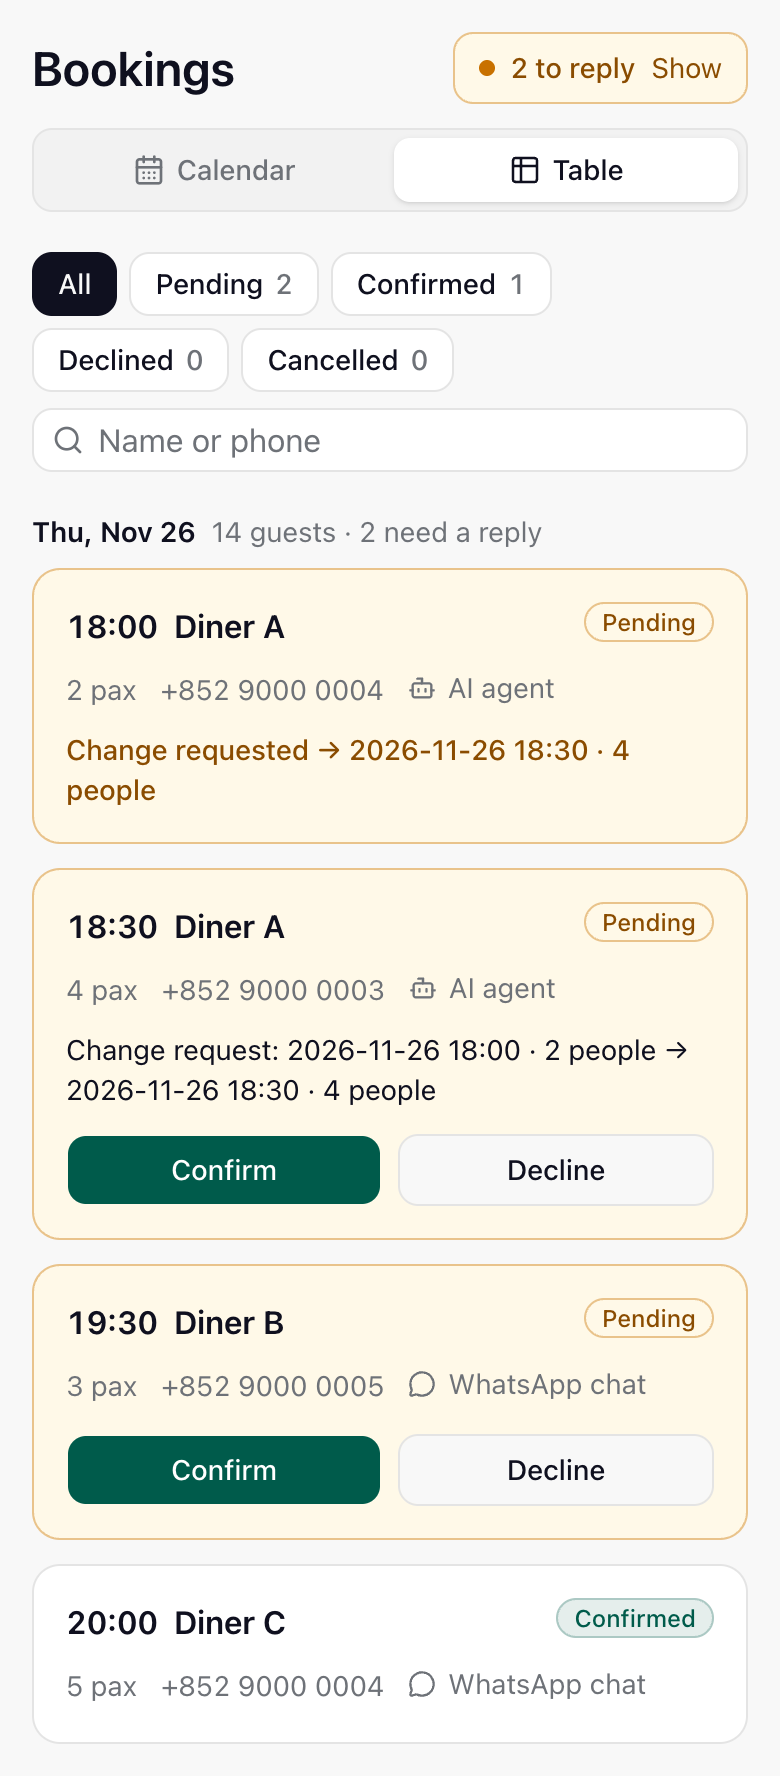 Bookings
2 to reply Show
Calendar
Table
All
Pending 2
Confirmed 1
Declined 0
Cancelled 0
Name or phone
Thu, Nov 26 14 guests · 2 need a reply
18:00 Diner A
Pending
2 pax +852 9000 0004 AI agent
Change requested → 2026-11-26 18:30 · 4
people
18:30 Diner A
Pending
4 pax +852 9000 0003 AI agent
Change request: 2026-11-26 18:00 · 2 people →
2026-11-26 18:30 · 4 people
Confirm
Decline
19:30 Diner B
Pending
3 pax +852 9000 0005 WhatsApp chat
Confirm
Decline
20:00 Diner C
Confirmed
5 pax +852 9000 0004 WhatsApp chat